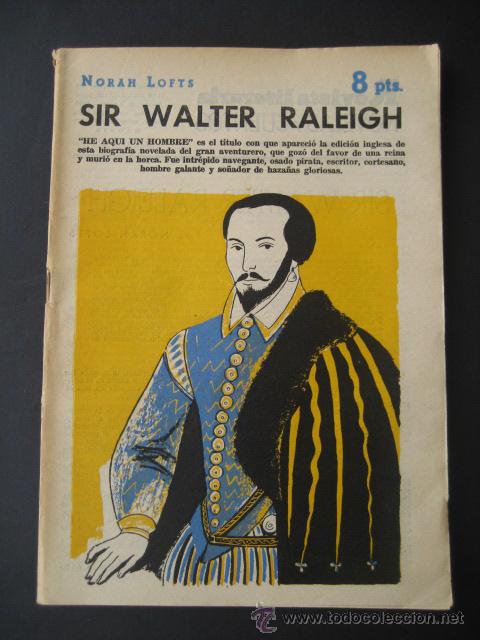 NORAH LOFTS
8 pts.
SIR WALTER RALEIGH
"HE AQUI UN HOMBRE" es el título con que apareció la edición inglesa de
esta biografía novelada del gran aventurero, que gozó del favor de una reina
y murió en la horca. Fue intrépido navegante, osado pirata, escritor, cortesano,
hombre galante y soñador de hazañas gloriosas.
todocoleccion
www.todocoleccion.net